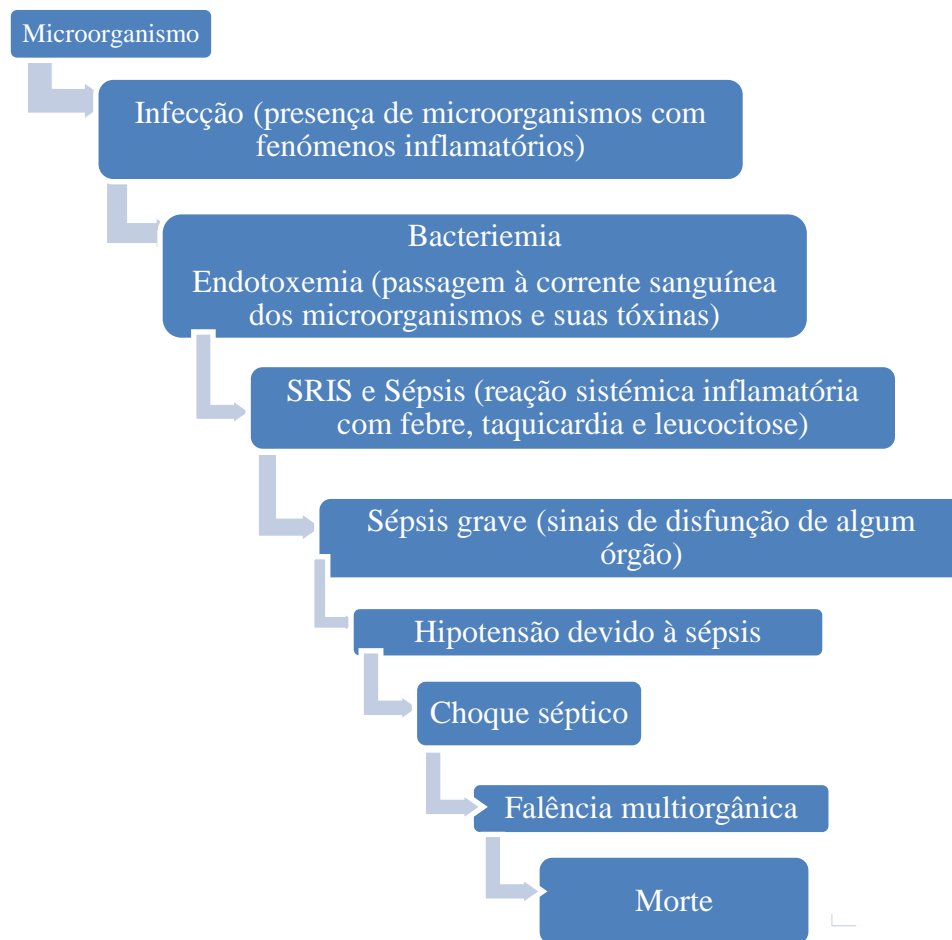 Microorganismo
Infecção (presença de microorganismos com
fenómenos inflamatórios)
Bacteriemia
Endotoxemia (passagem à corrente sanguínea
dos microorganismos e suas tóxinas)
SRIS e Sépsis (reação sistémica inflamatória
com febre, taquicardia e leucocitose)
Sépsis grave (sinais de disfunção de algum
órgão)
Hipotensão devido à sépsis
Choque séptico
Falência multiorgânica
Morte